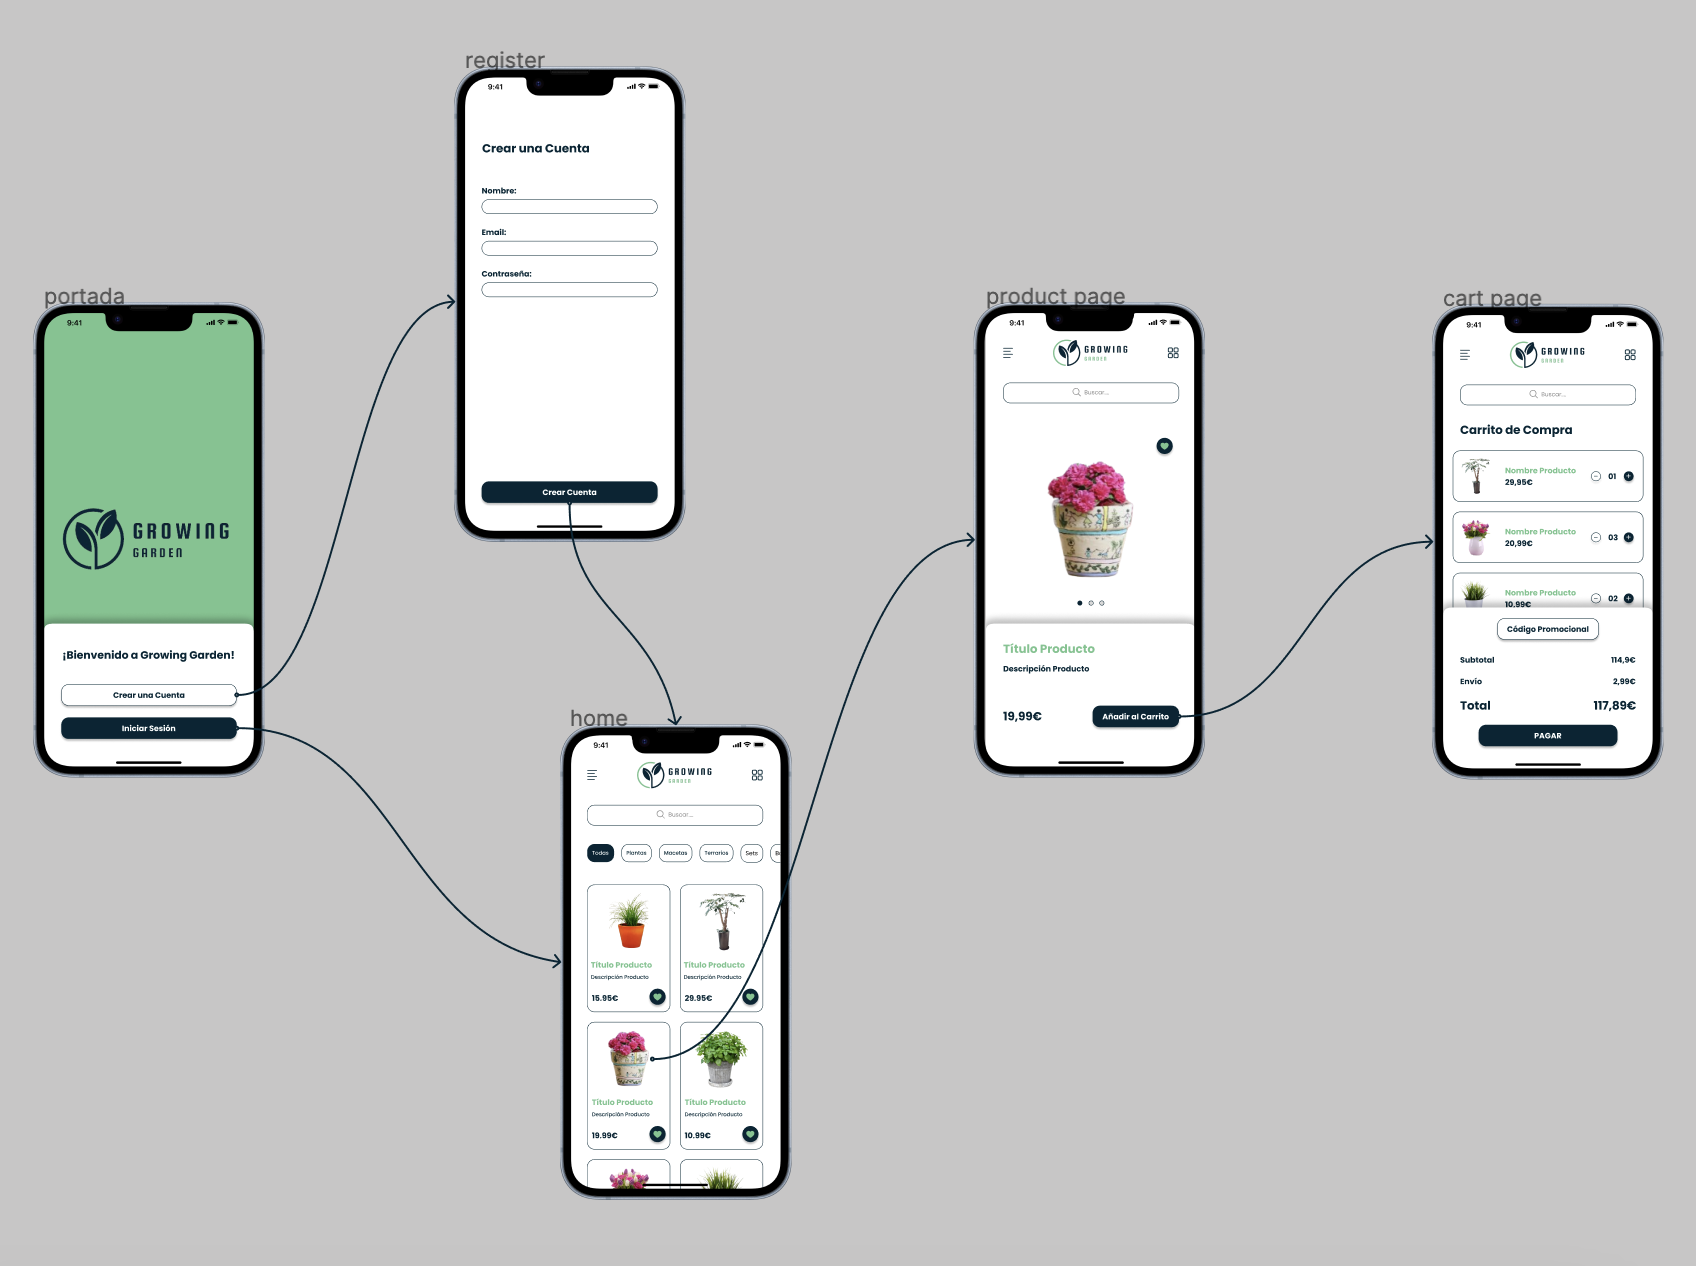 register
9:41
Crear una Cuenta
Nombre:
Email:
Contraseña:
Crear Cuenta
portada
9:41
GROWING
GARDEN
¡Bienvenido a Growing Garden!
Crear una Cuenta
Iniciar Sesión
home
9:41
GROWING
GARDEN
Buscar...
Todos Plantas Macetas Terrarios Sets
Título Producto Título Producto
Descripción Producto Descripción Producto
15.95€ 29.95€
Título Producto Título Producto
Descripción Producto Descripción Producto
19.99€ 10.99€
product page
9:41
GROWING
GARDEN
Buscar...
Título Producto
Descripción Producto
19,99€ Añadir al Carrito
cart page
9:41
GROWING
GARDEN
Buscar...
Carrito de Compra
Nombre Producto
29,95€ 01
Nombre Producto
20,99€ 03
Nombre Producto
10,99€ 02
Código Promocional
Subtotal 114,9€
Envío 2,99€
Total 117,89€
PAGAR